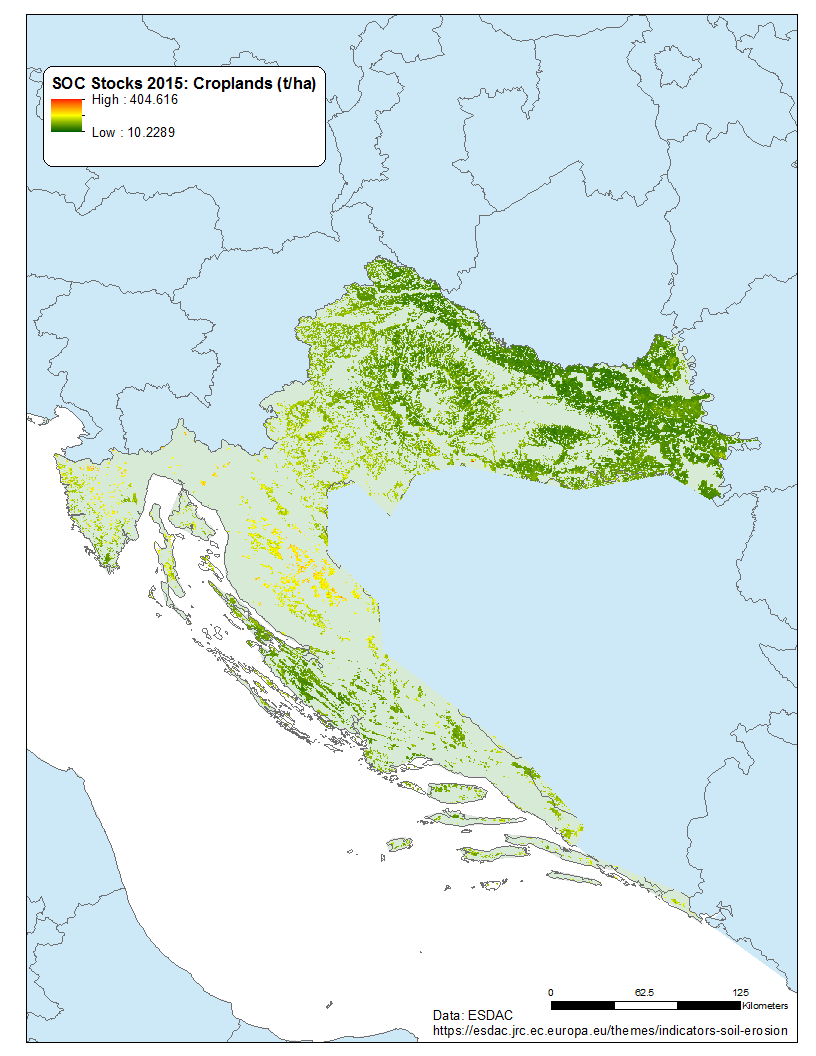 SOC Stocks 2015: Croplands (t/ha)
High : 404.616
Low : 10.2289
0 62.5 125
Kilometers
Data: ESDAC
https://esdac.jrc.ec.europa.eu/themes/indicators-soil-erosion